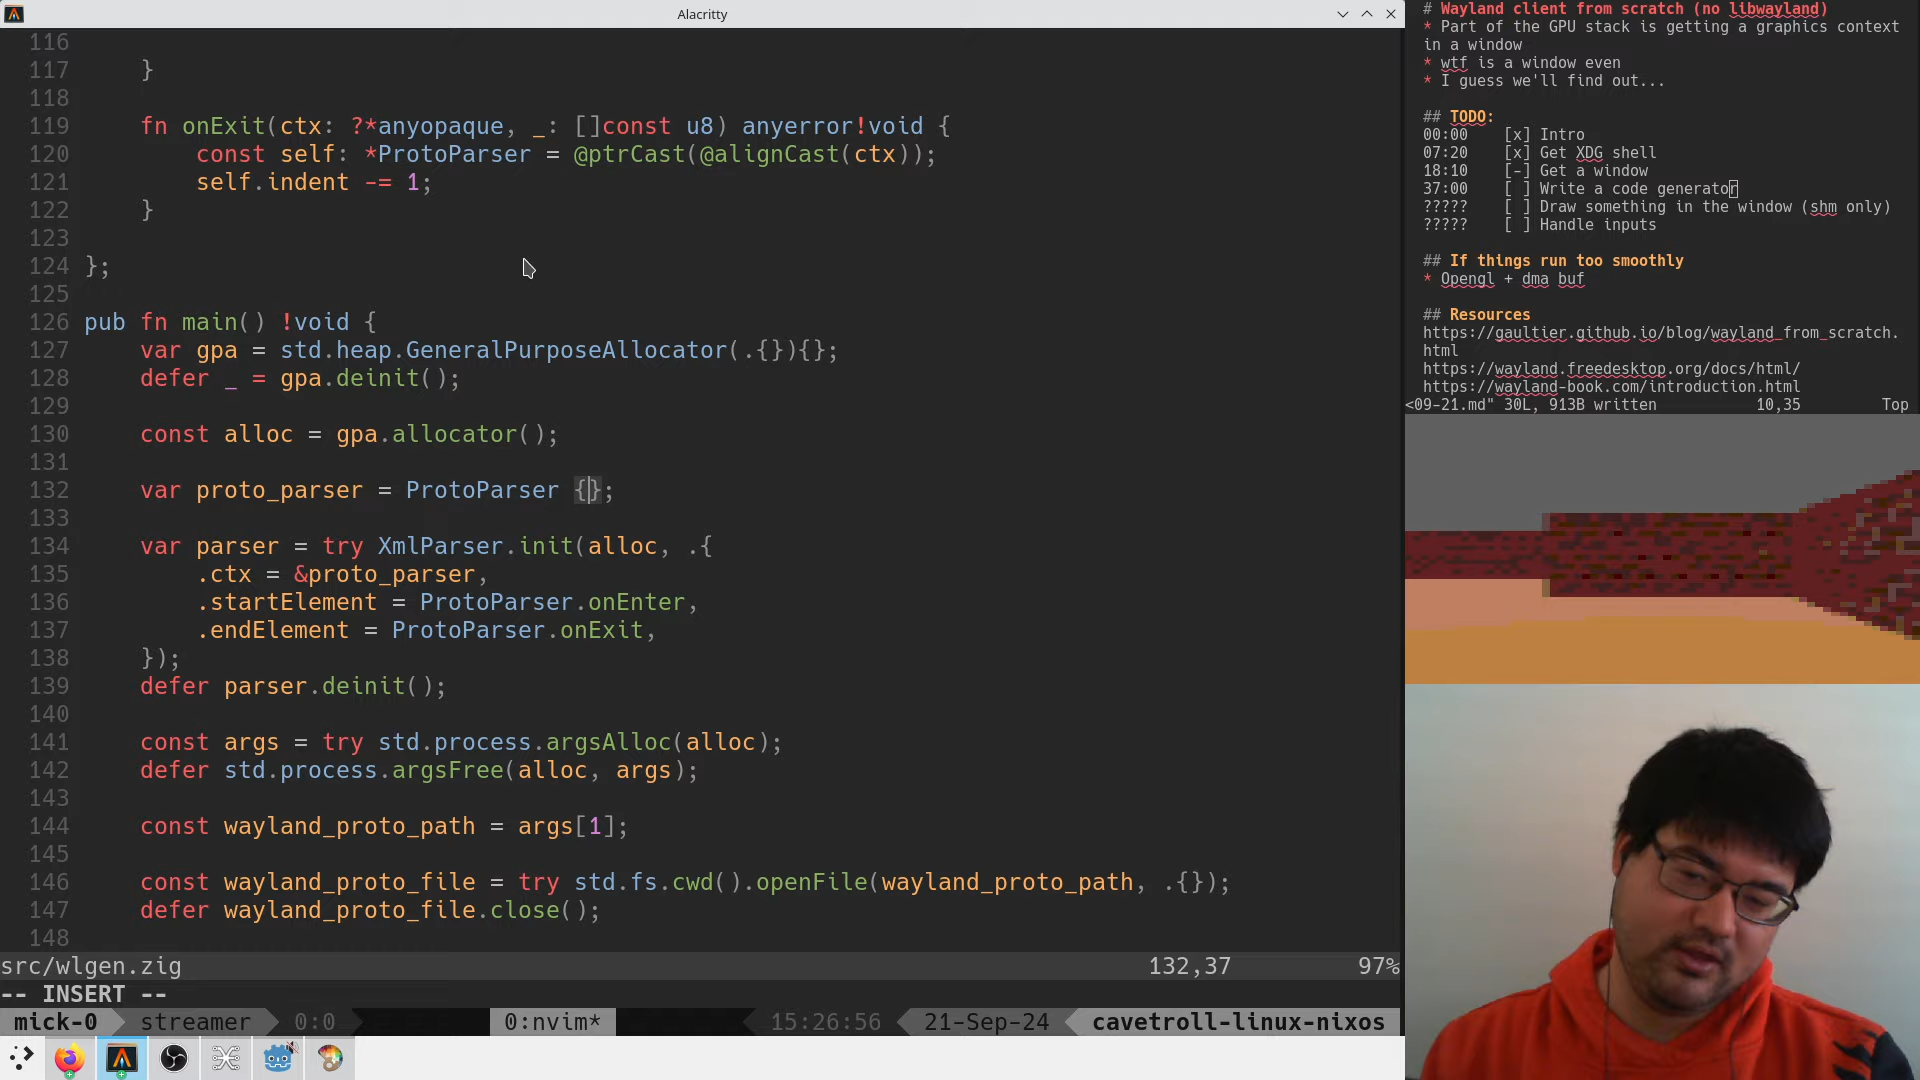 Alacritty
116
117     }
118
119     fn onExit(ctx: ?*anyopaque, _: []const u8) anyerror!void {
120         const self: *ProtoParser = @ptrCast(@alignCast(ctx));
121         self.indent -= 1;
122     }
123
124 };
125
126 pub fn main() !void {
127     var gpa = std.heap.GeneralPurposeAllocator(.{}){};
128     defer _ = gpa.deinit();
129
130     const alloc = gpa.allocator();
131
132     var proto_parser = ProtoParser {};
133
134     var parser = try XmlParser.init(alloc, .{
135         .ctx = &proto_parser,
136         .startElement = ProtoParser.onEnter,
137         .endElement = ProtoParser.onExit,
138     });
139     defer parser.deinit();
140
141     const args = try std.process.argsAlloc(alloc);
142     defer std.process.argsFree(alloc, args);
143
144     const wayland_proto_path = args[1];
145
146     const wayland_proto_file = try std.fs.cwd().openFile(wayland_proto_path, .{});
147     defer wayland_proto_file.close();
148
src/wlgen.zig 132,37 97%
-- INSERT --
mick-0 streamer 0:0 0:nvim* 15:26:56 21-Sep-24 cavetroll-linux-nixos
# Wayland client from scratch (no libwayland)
* Part of the GPU stack is getting a graphics context
in a window
* wtf is a window even
* I guess we'll find out...
## TODO:
00:00    [x] Intro
07:20    [x] Get XDG shell
18:10    [-] Get a window
37:00    [ ] Write a code generator
?????    [ ] Draw something in the window (shm only)
?????    [ ] Handle inputs
## If things run too smoothly
* Opengl + dma buf
## Resources
https://gaultier.github.io/blog/wayland_from_scratch.
html
https://wayland.freedesktop.org/docs/html/
https://wayland-book.com/introduction.html
<09-21.md" 30L, 913B written 10,35 Top